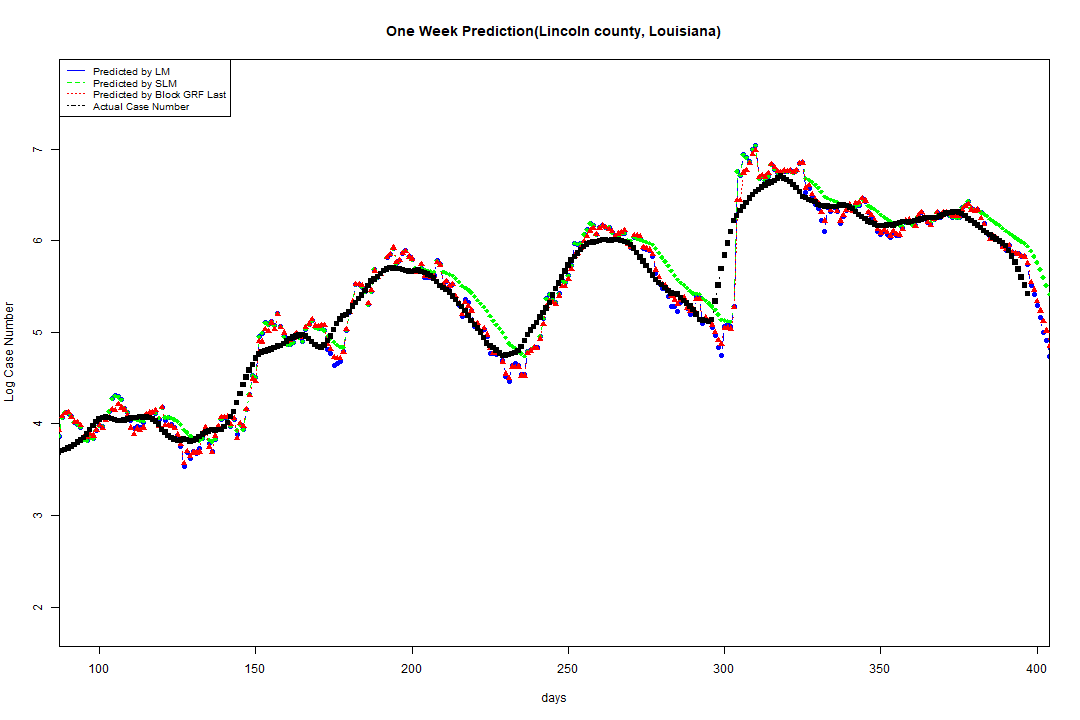 One Week Prediction(Lincoln county, Louisiana)
Predicted by LM
Predicted by SLM
Predicted by Block GRF Last
Actual Case Number
7
6
5
4
3
2
Log Case Number
100 150 200 250 300 350 400
days